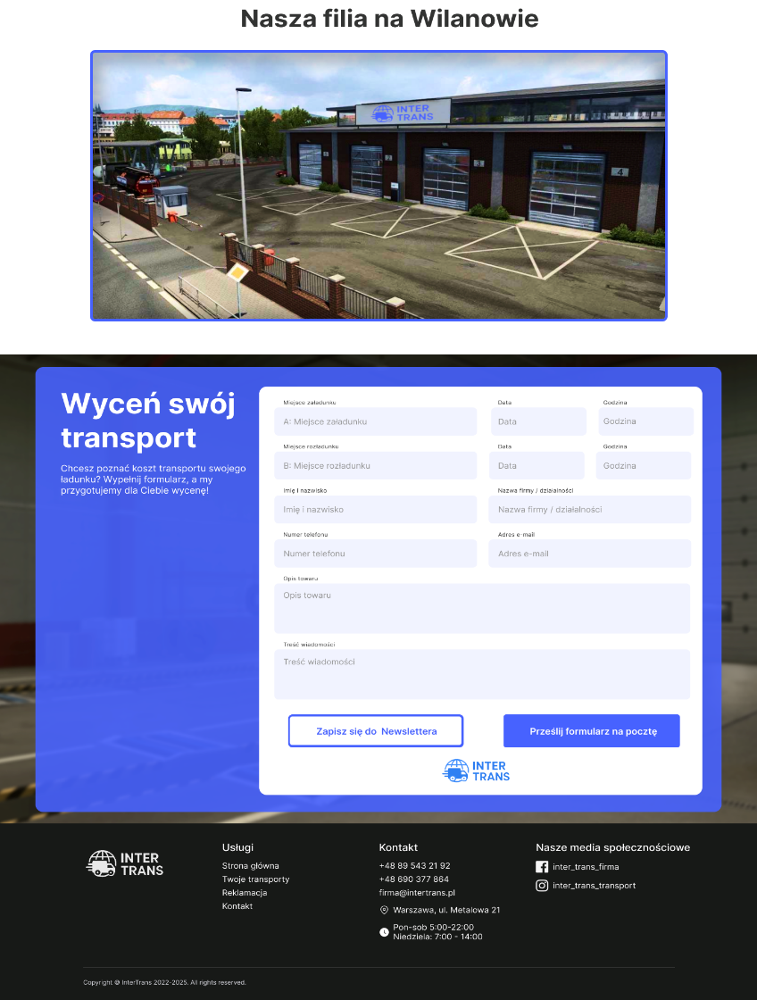 Nasza filia na Wilanowie
INTER
TRANS
1
2
3
4
Wyceń swój
transport
Chcesz poznać koszt transportu swojego
ładunku? Wypełnij formularz, a my
przygotujemy dla Ciebie wycenę!
Miejsce załadunku
Data
Godzina
A: Miejsce załadunku
Data
Godzina
Miejsce rozładunku
Data
Godzina
B: Miejsce rozładunku
Data
Godzina
Imię i nazwisko
Nazwa firmy / działalności
Imię i nazwisko
Nazwa firmy / działalności
Numer telefonu
Adres e-mail
Numer telefonu
Adres e-mail
Opis towaru
Opis towaru
Treść wiadomości
Treść wiadomości
Zapisz się do Newslettera
Prześlij formularz na pocztę
INTER
TRANS
INTER
TRANS
Usługi
Strona główna
Twoje transporty
Reklamacja
Kontakt
Kontakt
+48 89 543 21 92
+48 690 377 864
firma@intertrans.pl
Warszawa, ul. Metalowa 21
Pon-sob 5:00-22:00
Niedziela: 7:00 - 14:00
Nasze media społecznościowe
inter_trans_firma
inter_trans_transport
Copyright @ InterTrans 2022-2025. All rights reserved.